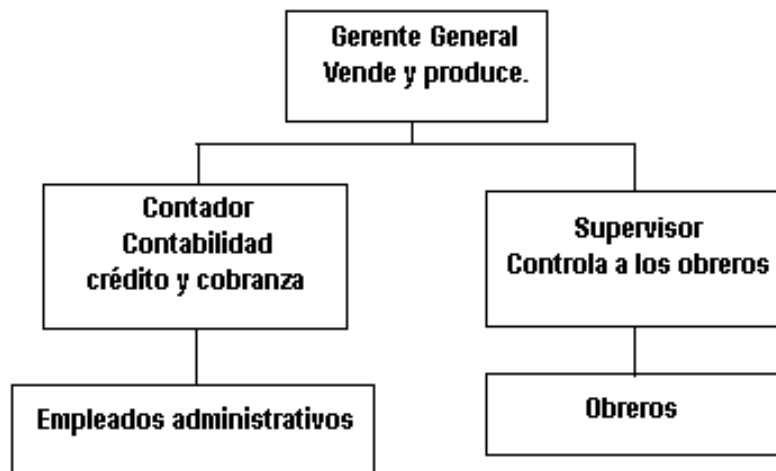 Gerente General
Vende y produce.
Contador
Contabilidad
crédito y cobranza
Supervisor
Controla a los obreros
Empleados administrativos
Obreros